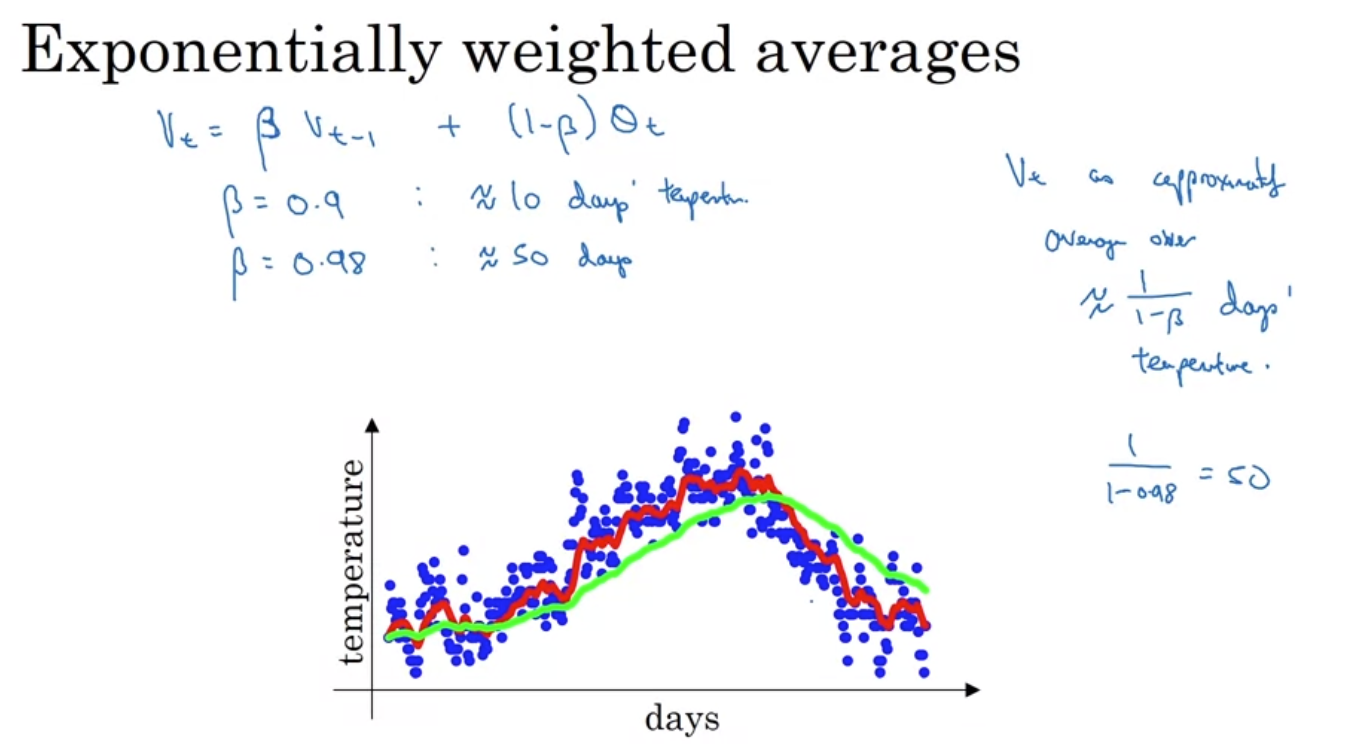 Exponentially weighted averages
Vt = β Vt-1 + (1-β) θt
β = 0.9 : ≈ 10 days' temperatu.
β = 0.98 : ≈ 50 days
Vt as approximately
average over
≈ 1/(1-β) days'
temperature.
1/(1-0.98) = 50
temperature
days